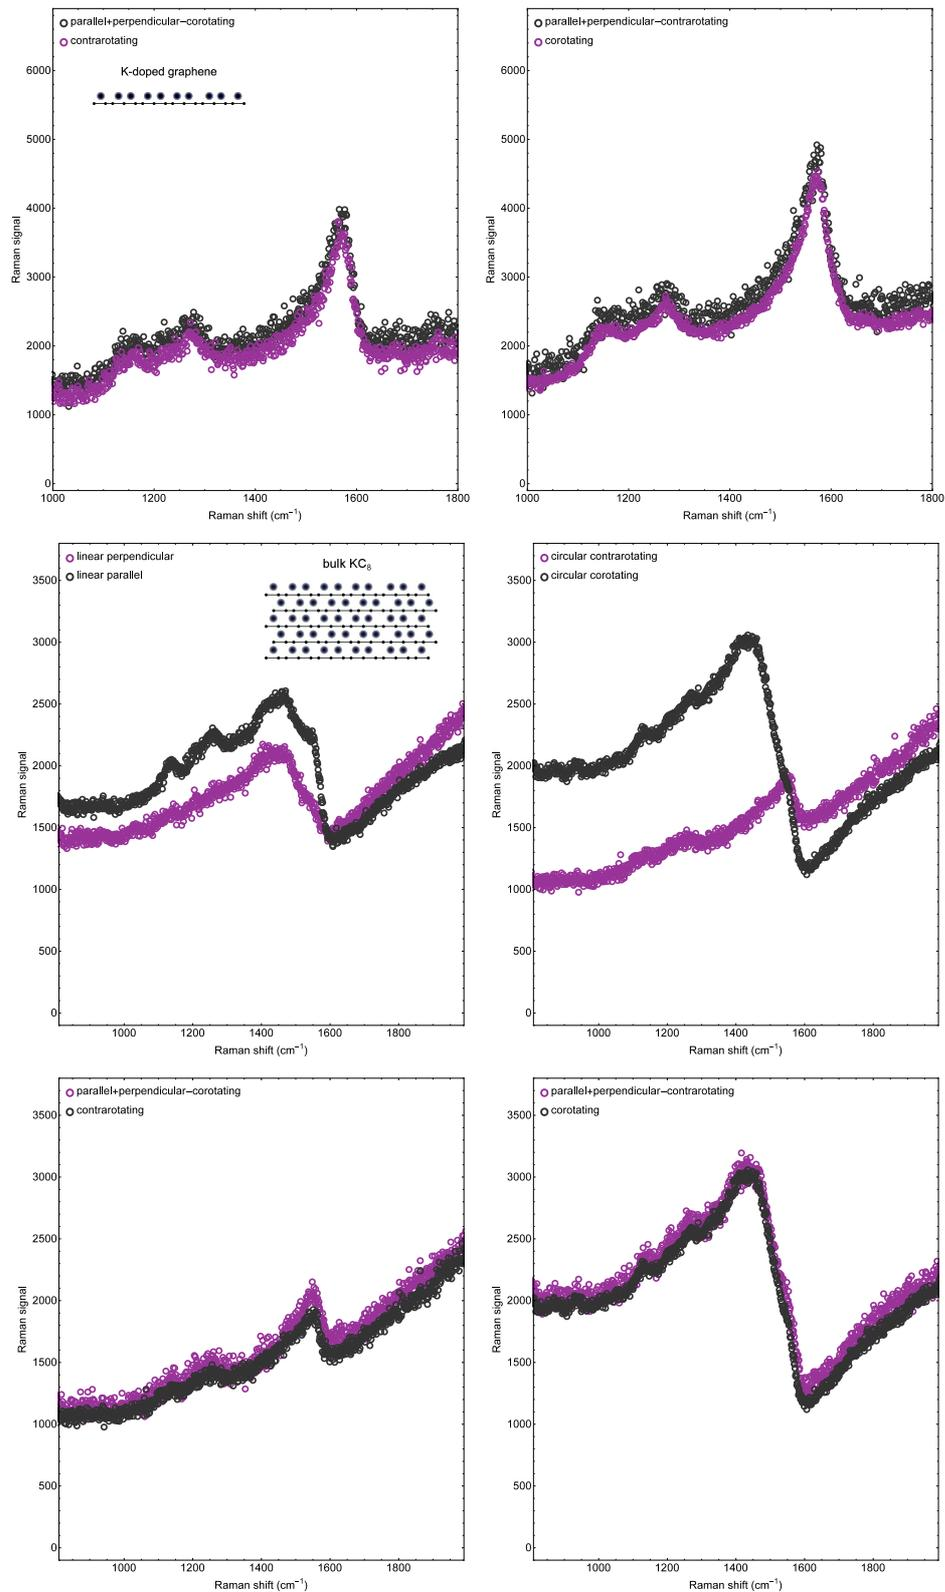 parallel+perpendicular−corotating
contrarotating
K-doped graphene
6000
5000
4000
3000
2000
1000
0
Raman signal
1000 1200 1400 1600 1800
Raman shift (cm⁻¹)
parallel+perpendicular−contrarotating
corotating
6000
5000
4000
3000
2000
1000
0
Raman signal
1000 1200 1400 1600 1800
Raman shift (cm⁻¹)
linear perpendicular
linear parallel
bulk KC₈
3500
3000
2500
2000
1500
1000
500
0
Raman signal
1000 1200 1400 1600 1800
Raman shift (cm⁻¹)
circular contrarotating
circular corotating
3500
3000
2500
2000
1500
1000
500
0
Raman signal
1000 1200 1400 1600 1800
Raman shift (cm⁻¹)
parallel+perpendicular−corotating
contrarotating
3500
3000
2500
2000
1500
1000
500
0
Raman signal
1000 1200 1400 1600 1800
Raman shift (cm⁻¹)
parallel+perpendicular−contrarotating
corotating
3500
3000
2500
2000
1500
1000
500
0
Raman signal
1000 1200 1400 1600 1800
Raman shift (cm⁻¹)